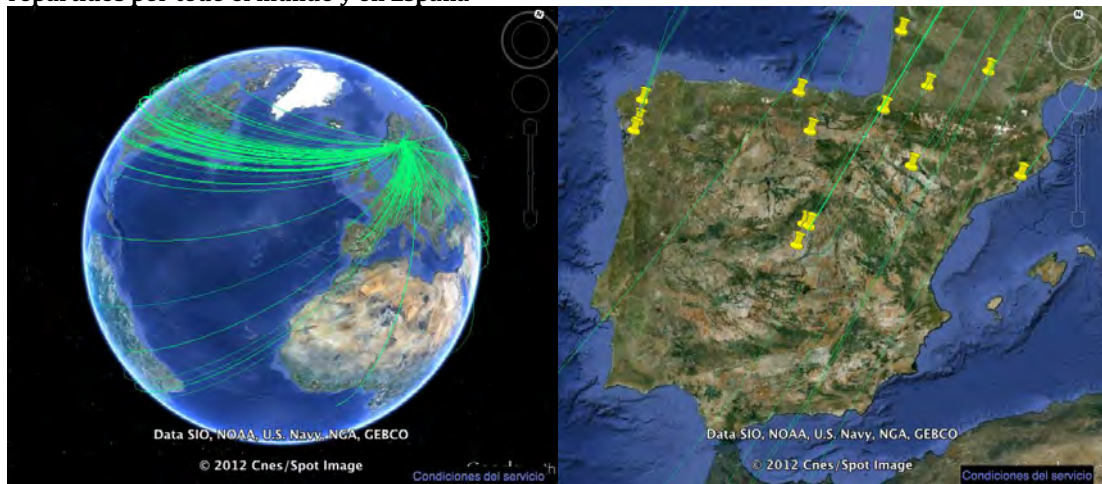 repartidos por todo el mundo y en España
N
Data SIO, NOAA, U.S. Navy, NGA, GEBCO
© 2012 Cnes/Spot Image
Condiciones del servicio
N
Data SIO, NOAA, U.S. Navy, NGA, GEBCO
© 2012 Cnes/Spot Image
Condiciones del servicio